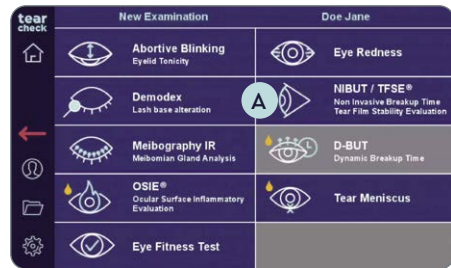 tear
check
New Examination
Doe Jane
Abortive Blinking
Eyelid Tonicity
Eye Redness
Demodex
Lash base alteration
A
NIBUT / TFSE®
Non Invasive Breakup Time
Tear Film Stability Evaluation
Meibography IR
Meibomian Gland Analysis
D-BUT
Dynamic Breakup Time
OSIE®
Ocular Surface Inflammatory
Evaluation
Tear Meniscus
Eye Fitness Test